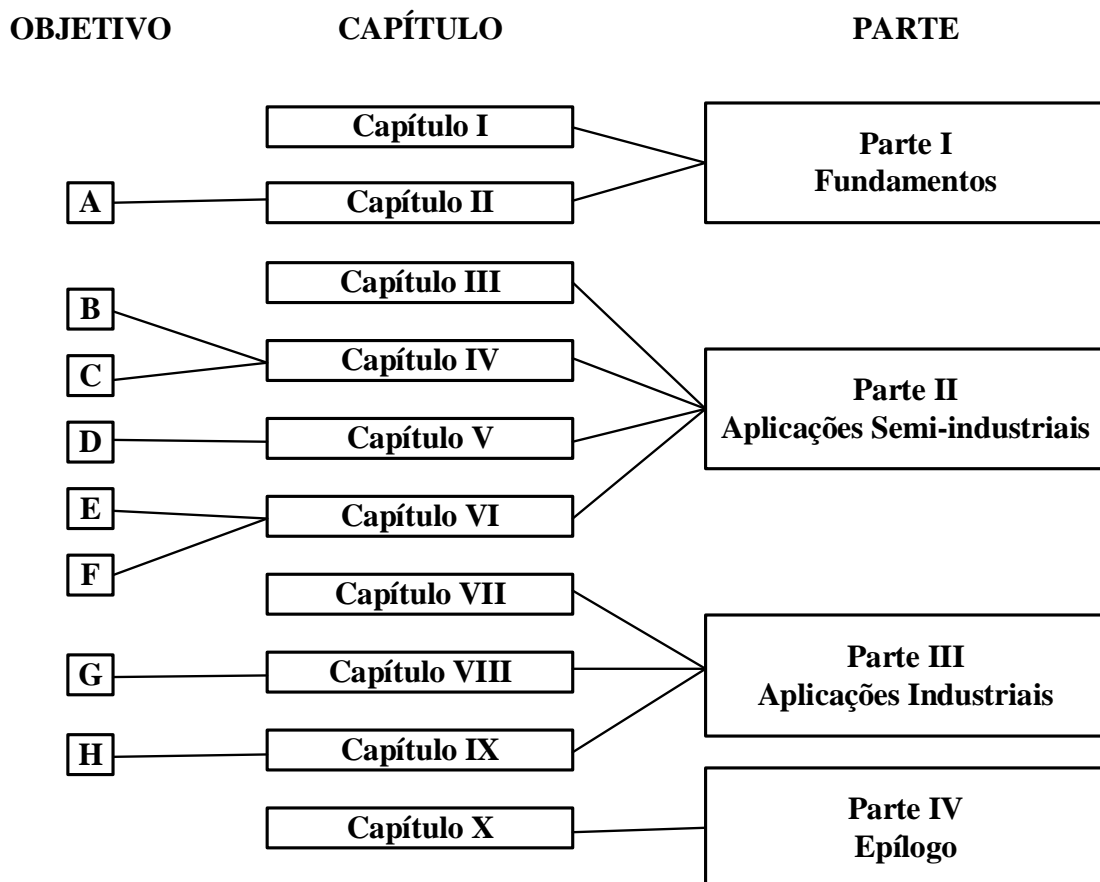 OBJETIVO CAPÍTULO PARTE
Capítulo I
Parte I
Fundamentos
A
Capítulo II
Capítulo III
B
Capítulo IV
C
Parte II
Aplicações Semi-industriais
D
Capítulo V
E
Capítulo VI
F
Capítulo VII
G
Capítulo VIII
Parte III
Aplicações Industriais
H
Capítulo IX
Capítulo X
Parte IV
Epílogo